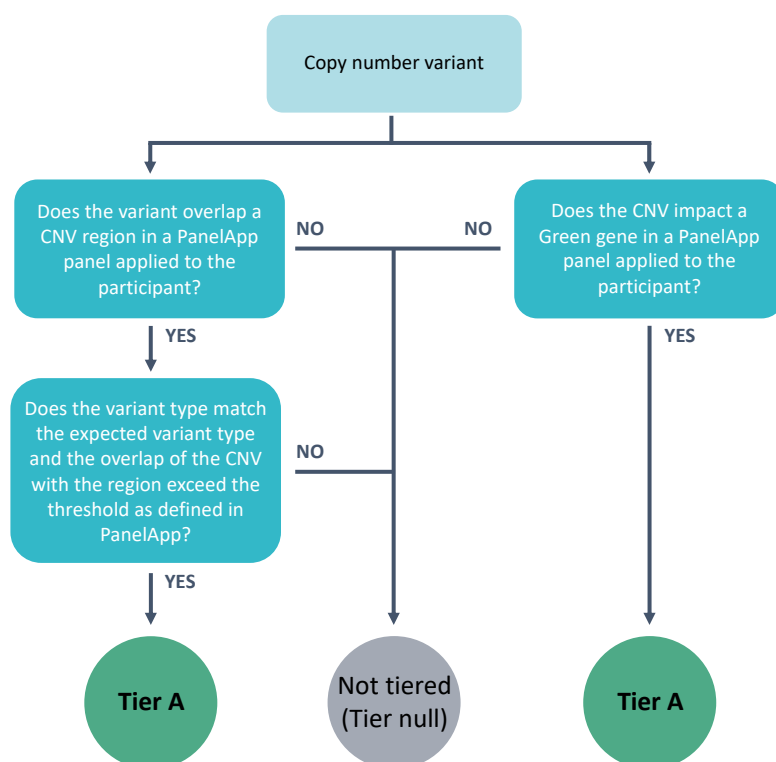 Copy number variant
Does the variant overlap a
CNV region in a PanelApp
panel applied to the
participant?
NO
NO
Does the CNV impact a
Green gene in a PanelApp
panel applied to the
participant?
YES
YES
Does the variant type match
the expected variant type
and the overlap of the CNV
with the region exceed the
threshold as defined in
PanelApp?
NO
YES
Tier A
Not tiered
(Tier null)
Tier A